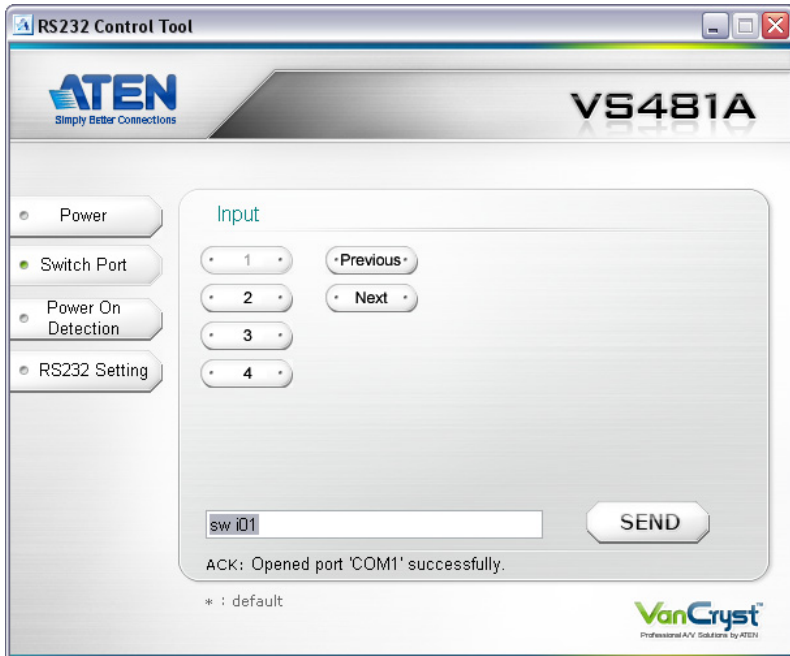 RS232 Control Tool
ATEN
Simply Better Connections
VS481A
Power
Switch Port
Power On
Detection
RS232 Setting
Input
1
Previous
2
Next
3
4
sw i01
SEND
ACK: Opened port 'COM1' successfully.
* : default
VanCryst™
Professional A/V Solutions by ATEN